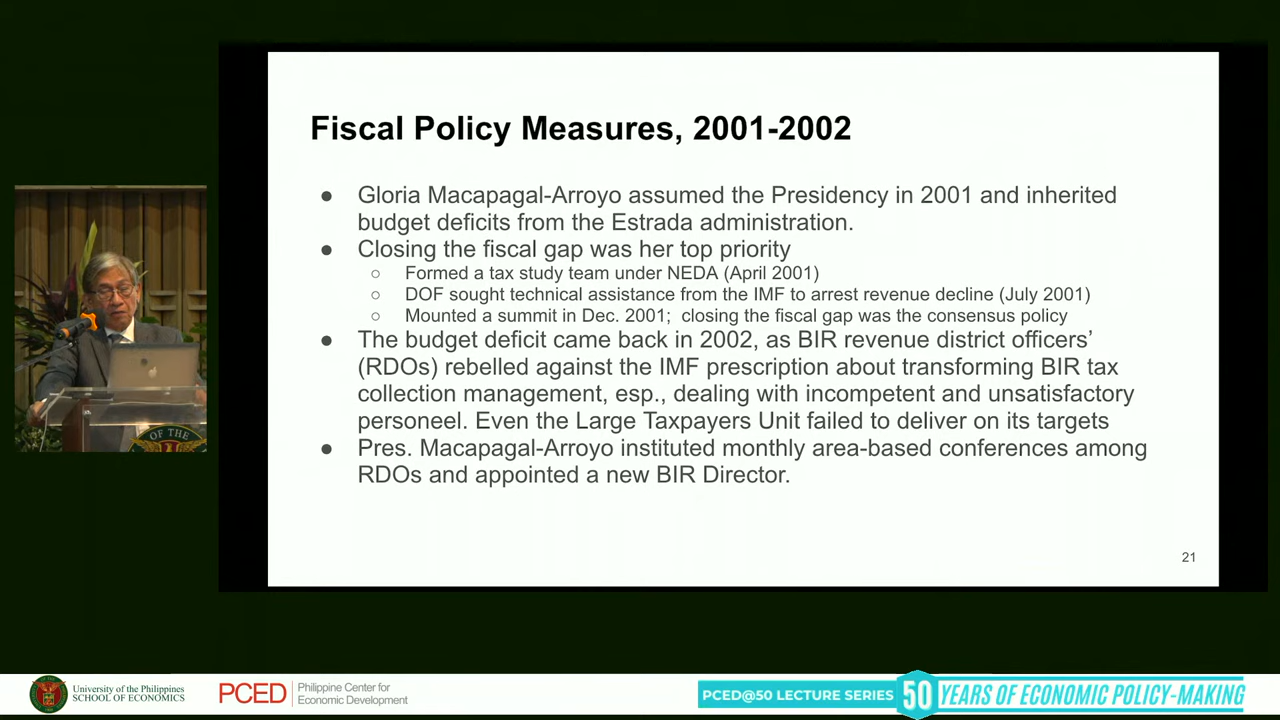 Fiscal Policy Measures, 2001-2002
● Gloria Macapagal-Arroyo assumed the Presidency in 2001 and inherited
budget deficits from the Estrada administration.
● Closing the fiscal gap was her top priority
○ Formed a tax study team under NEDA (April 2001)
○ DOF sought technical assistance from the IMF to arrest revenue decline (July 2001)
○ Mounted a summit in Dec. 2001;  closing the fiscal gap was the consensus policy
● The budget deficit came back in 2002, as BIR revenue district officers’
(RDOs) rebelled against the IMF prescription about transforming BIR tax
collection management, esp., dealing with incompetent and unsatisfactory
personeel. Even the Large Taxpayers Unit failed to deliver on its targets
● Pres. Macapagal-Arroyo instituted monthly area-based conferences among
RDOs and appointed a new BIR Director.
21
OF THE
University of the Philippines
SCHOOL OF ECONOMICS
PCED
Philippine Center for
Economic Development
PCED@50 LECTURE SERIES
50 YEARS OF ECONOMIC POLICY-MAKING